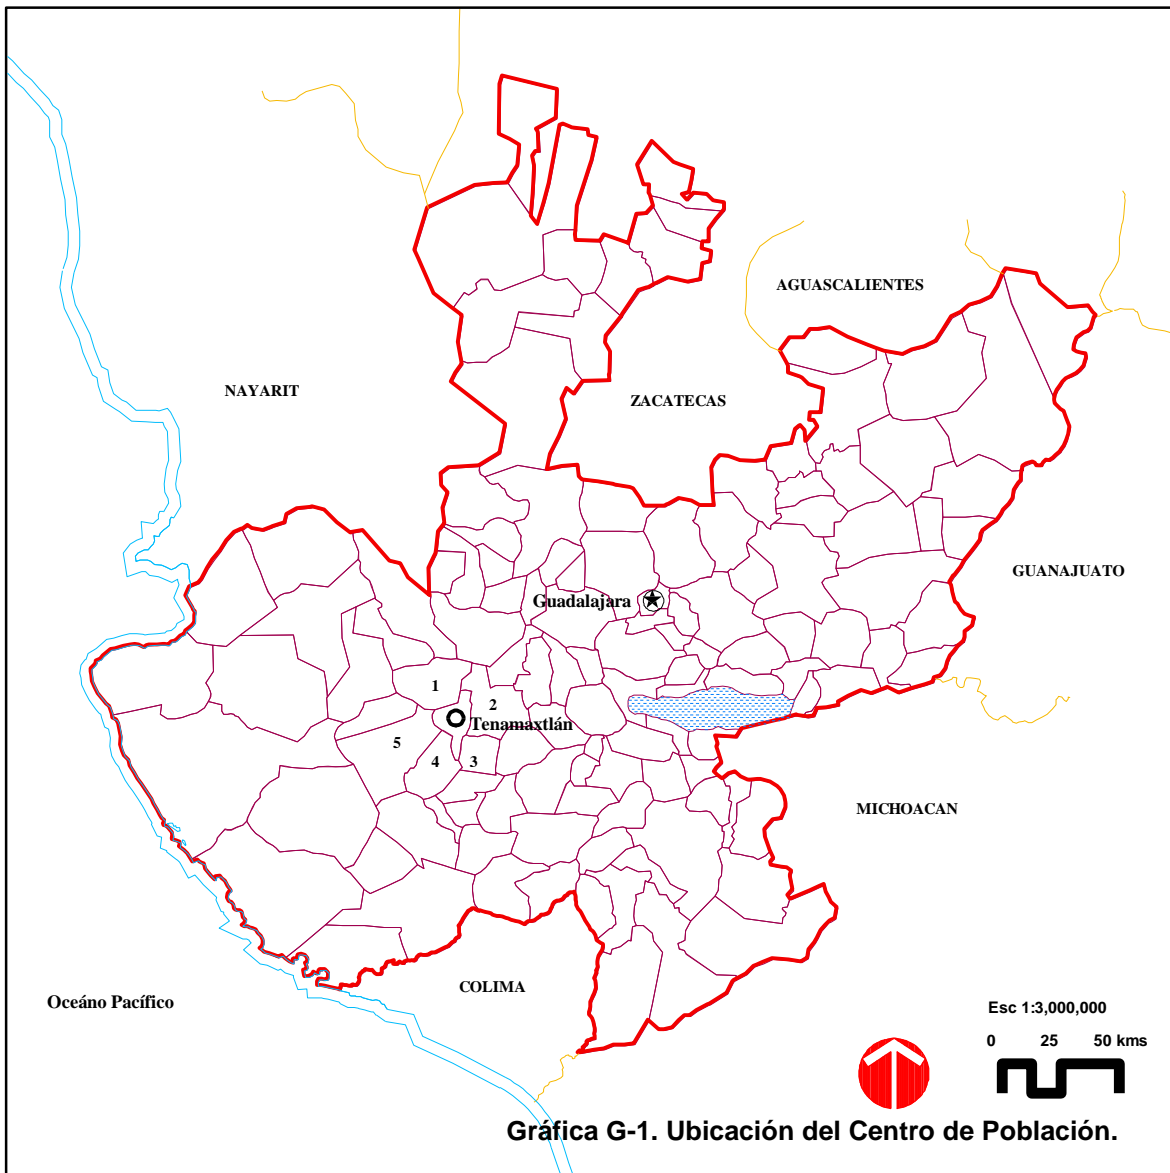 AGUASCALIENTES
NAYARIT
ZACATECAS
GUANAJUATO
Guadalajara
1
2
Tenamaxtlán
5
4
3
MICHOACAN
COLIMA
Oceáno Pacífico
Esc 1:3,000,000
0 25 50 kms
Gráfica G-1. Ubicación del Centro de Población.